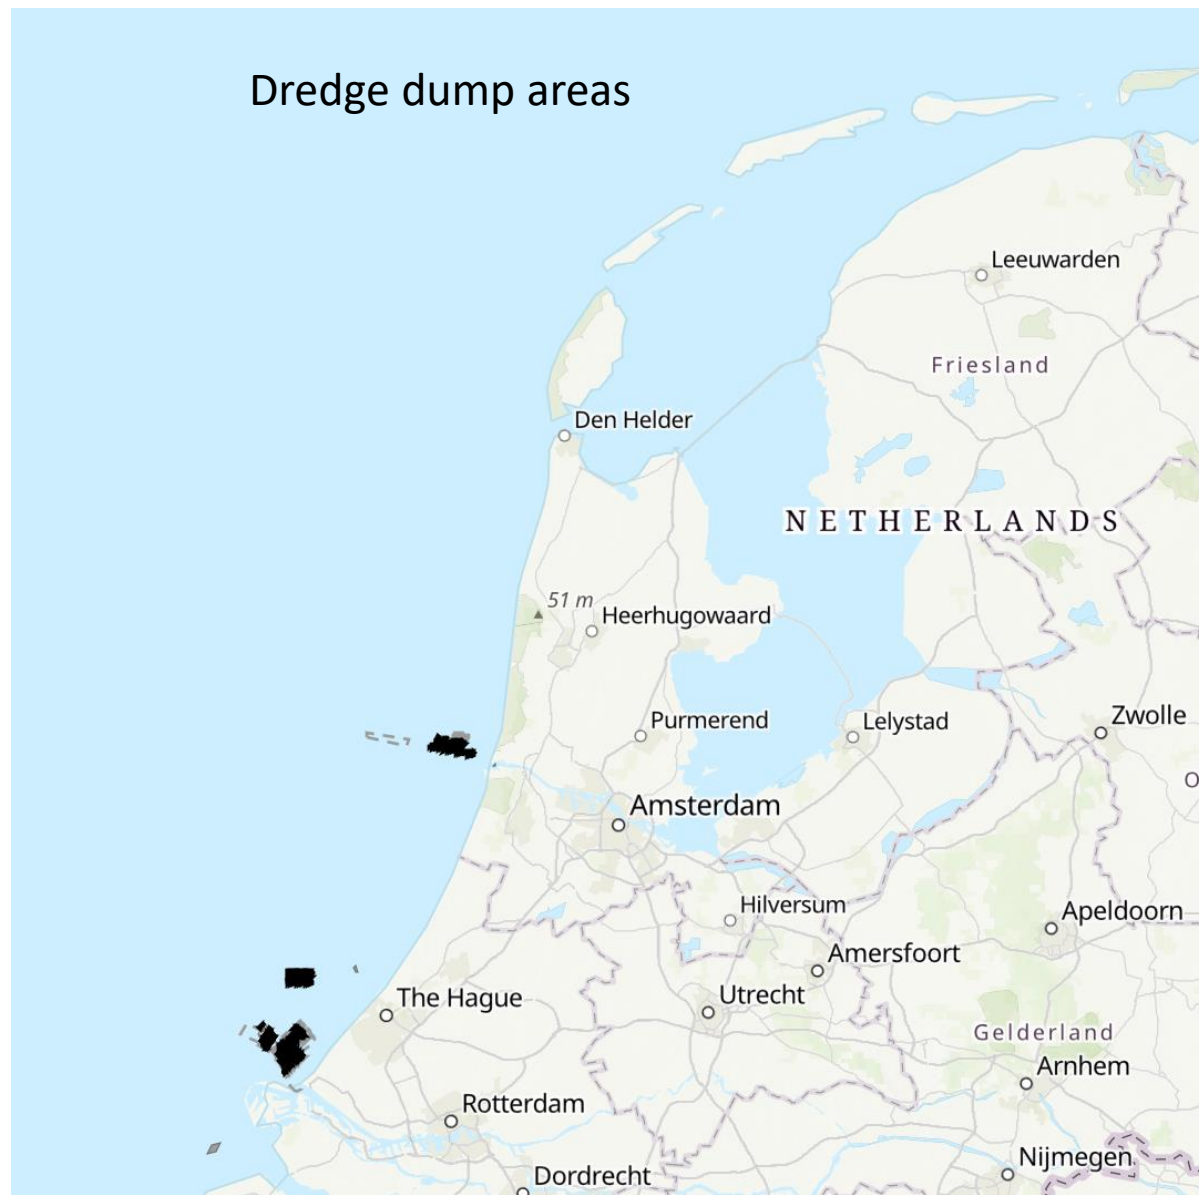 Dredge dump areas
Leeuwarden
Friesland
Den Helder
NETHERLANDS
51 m
Heerhugowaard
Purmerend
Lelystad
Zwolle
O
Amsterdam
Hilversum
Apeldoorn
Amersfoort
The Hague
Utrecht
Gelderland
Arnhem
Rotterdam
Nijmegen
Dordrecht